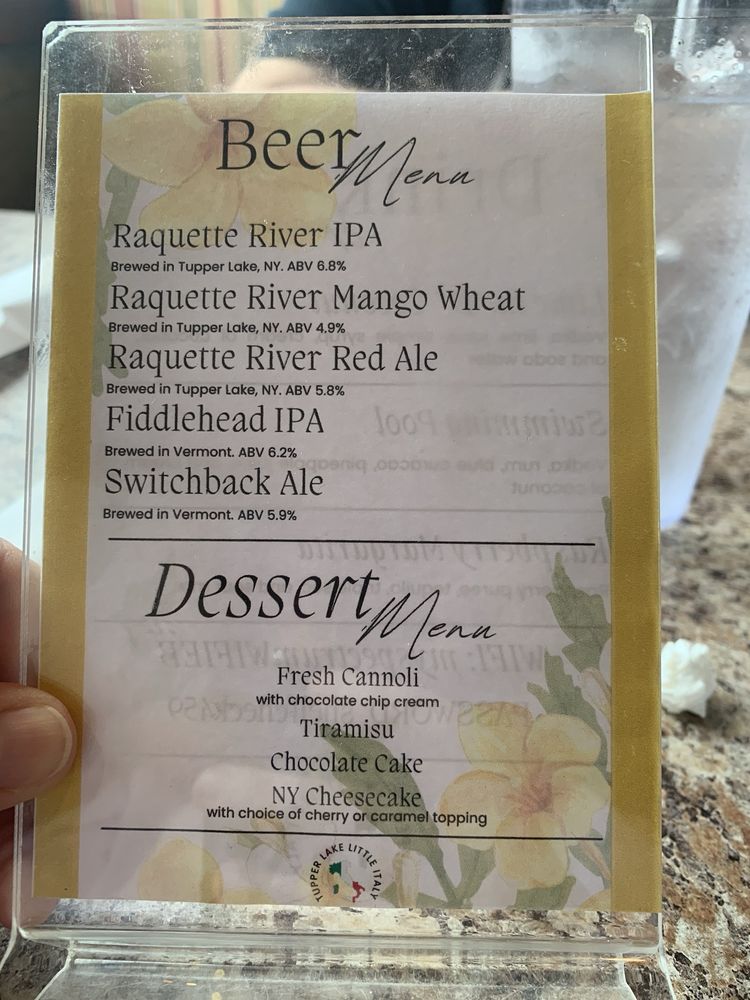 Beer Menu
Raquette River IPA
Brewed in Tupper Lake, NY. ABV 6.8%
Raquette River Mango Wheat
Brewed in Tupper Lake, NY. ABV 4.9%
Raquette River Red Ale
Brewed in Tupper Lake, NY. ABV 5.8%
Fiddlehead IPA
Brewed in Vermont. ABV 6.2%
Switchback Ale
Brewed in Vermont. ABV 5.9%
Dessert Menu
Fresh Cannoli
with chocolate chip cream
Tiramisu
Chocolate Cake
NY Cheesecake
with choice of cherry or caramel topping
TUPPER LAKE LITTLE ITALY